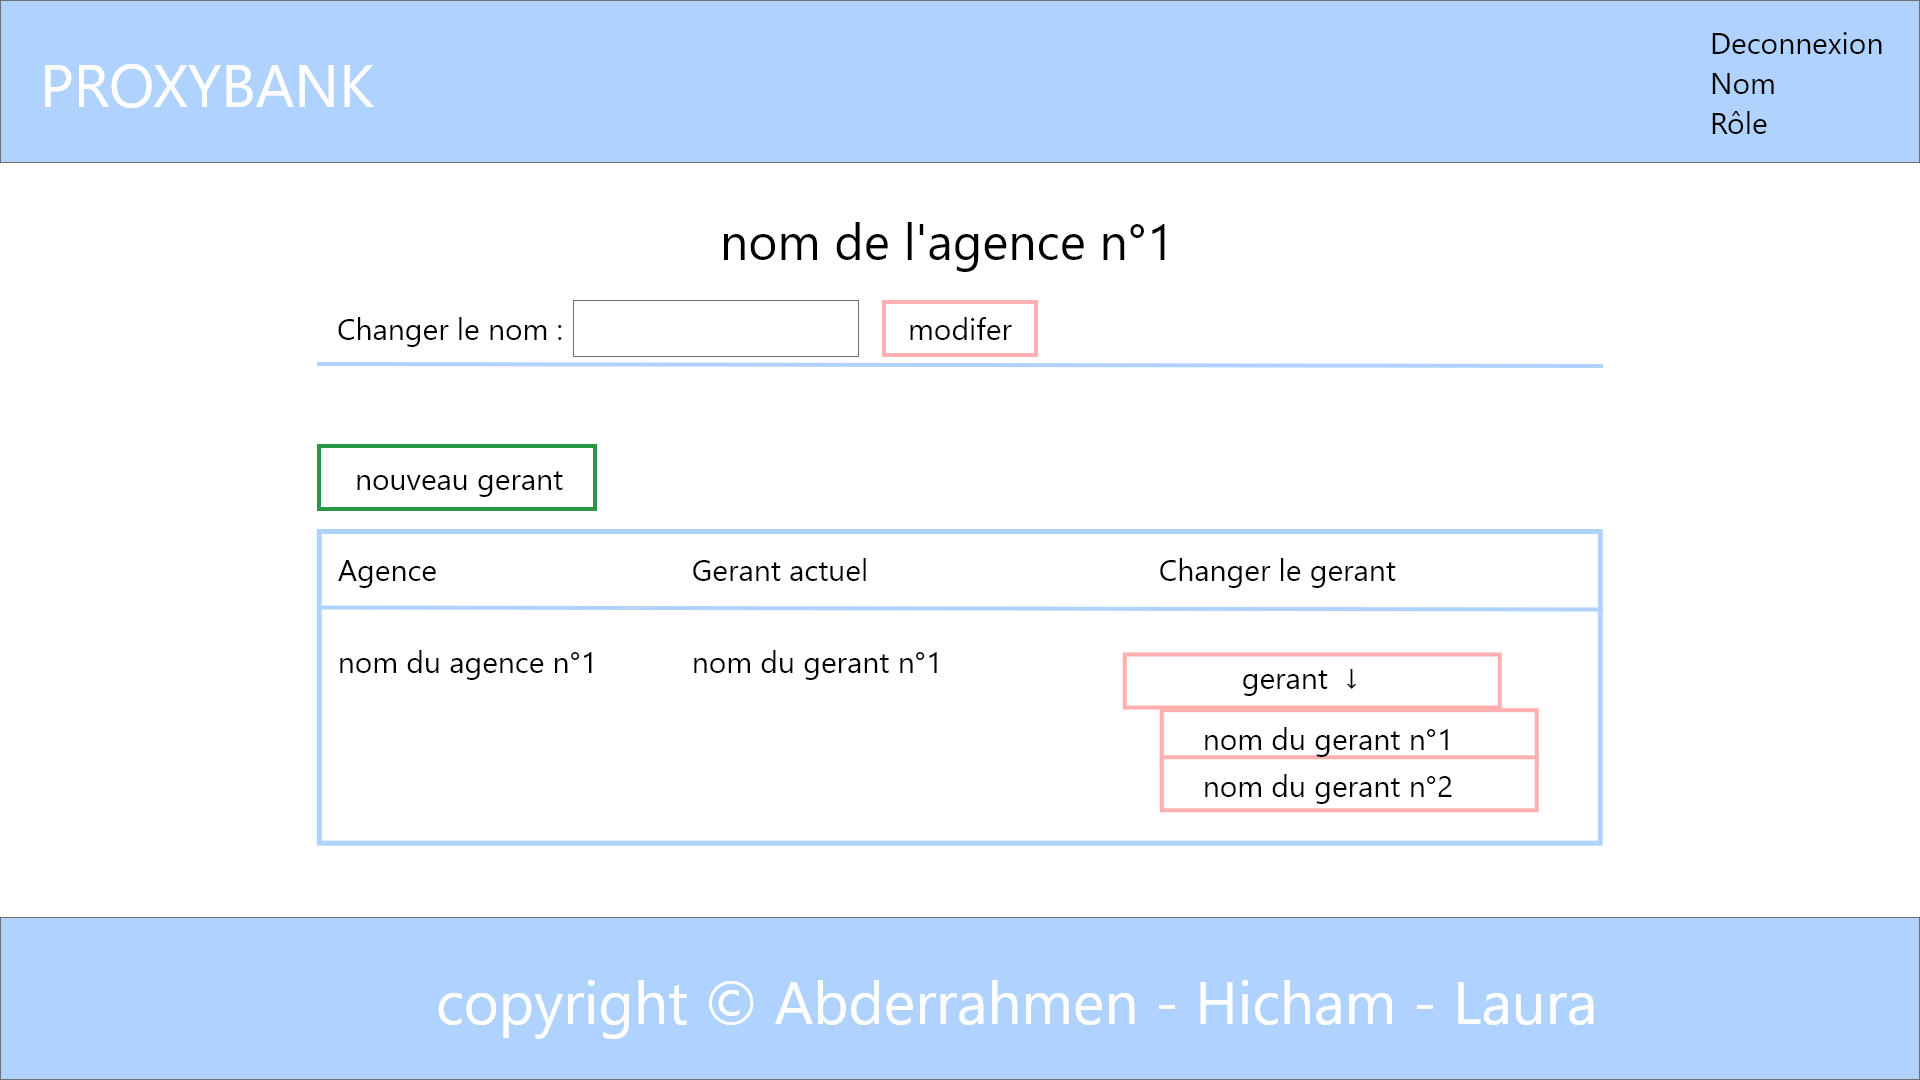 PROXYBANK
Deconnexion
Nom
Rôle
nom de l'agence n°1
Changer le nom :
modifer
nouveau gerant
Agence Gerant actuel Changer le gerant
nom du agence n°1 nom du gerant n°1
gerant ↓
nom du gerant n°1
nom du gerant n°2
copyright © Abderrahmen - Hicham - Laura